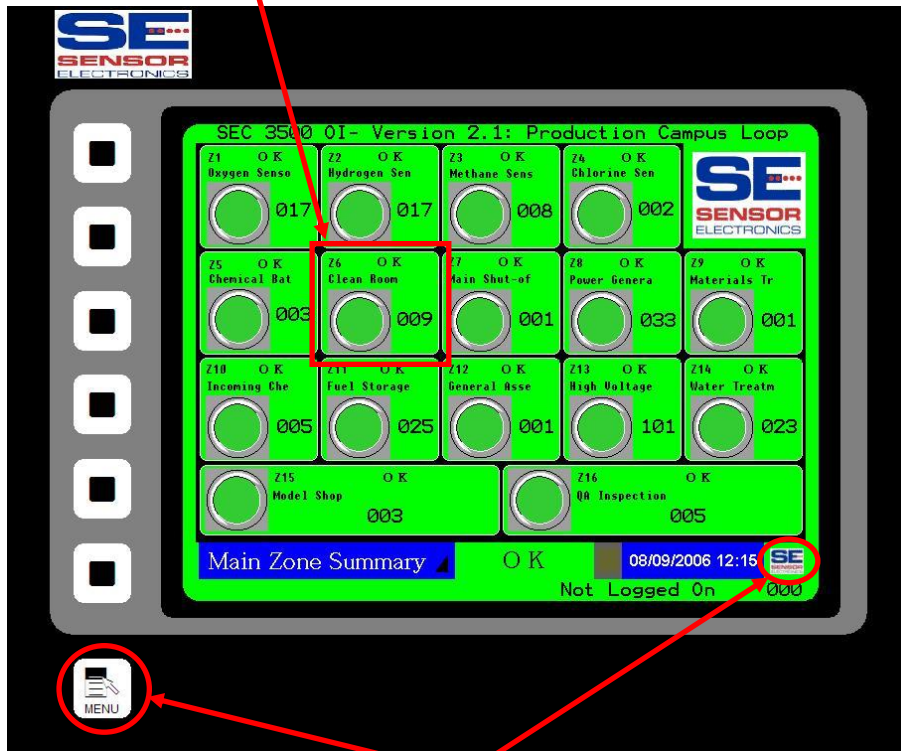 SE
SENSOR
ELECTRONICS
SEC 3500 OI- Version 2.1: Production Campus Loop
Z1 OK
Oxygen Senso
017
Z2 OK
Hydrogen Sen
017
Z3 OK
Methane Sens
008
Z4 OK
Chlorine Sen
002
SE
SENSOR
ELECTRONICS
Z5 OK
Chemical Bat
003
Z6 OK
Clean Room
009
Z7 OK
Main Shut-of
001
Z8 OK
Power Genera
033
Z9 OK
Materials Tr
001
Z10 OK
Incoming Che
005
Z11 OK
Fuel Storage
025
Z12 OK
General Asse
001
Z13 OK
High Voltage
101
Z14 OK
Water Treatm
023
Z15 OK
Model Shop
003
Z16 OK
QA Inspection
005
Main Zone Summary OK 08/09/2006 12:15 SE
SENSOR
Not Logged On 000
MENU